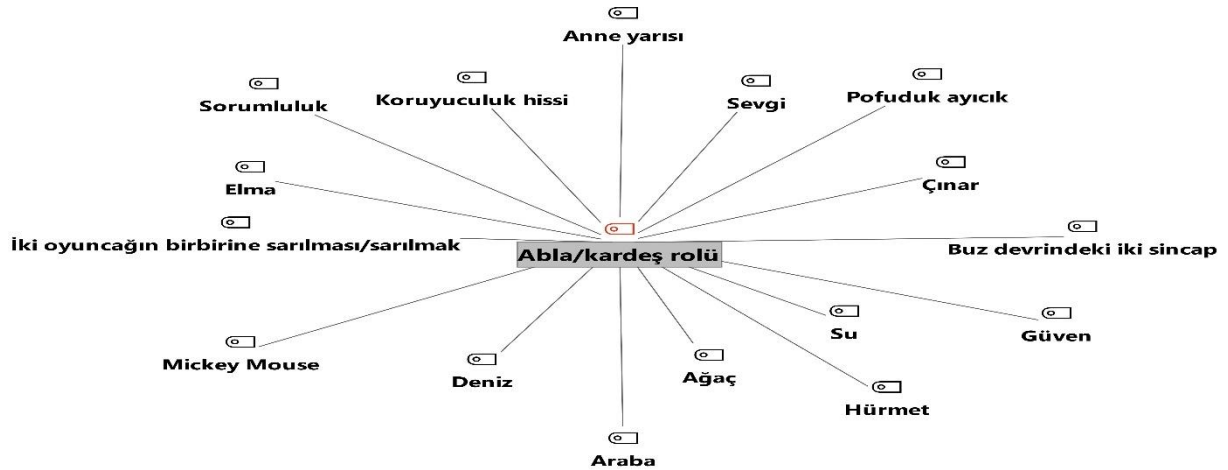 Anne yarısı
Koruyuculuk hissi
Sevgi
Pofuduk ayıcık
Sorumluluk
Elma
Çınar
İki oyuncağın birbirine sarılması/sarılmak
Abla/kardeş rolü
Buz devrindeki iki sincap
Su
Güven
Mickey Mouse
Deniz
Ağaç
Hürmet
Araba